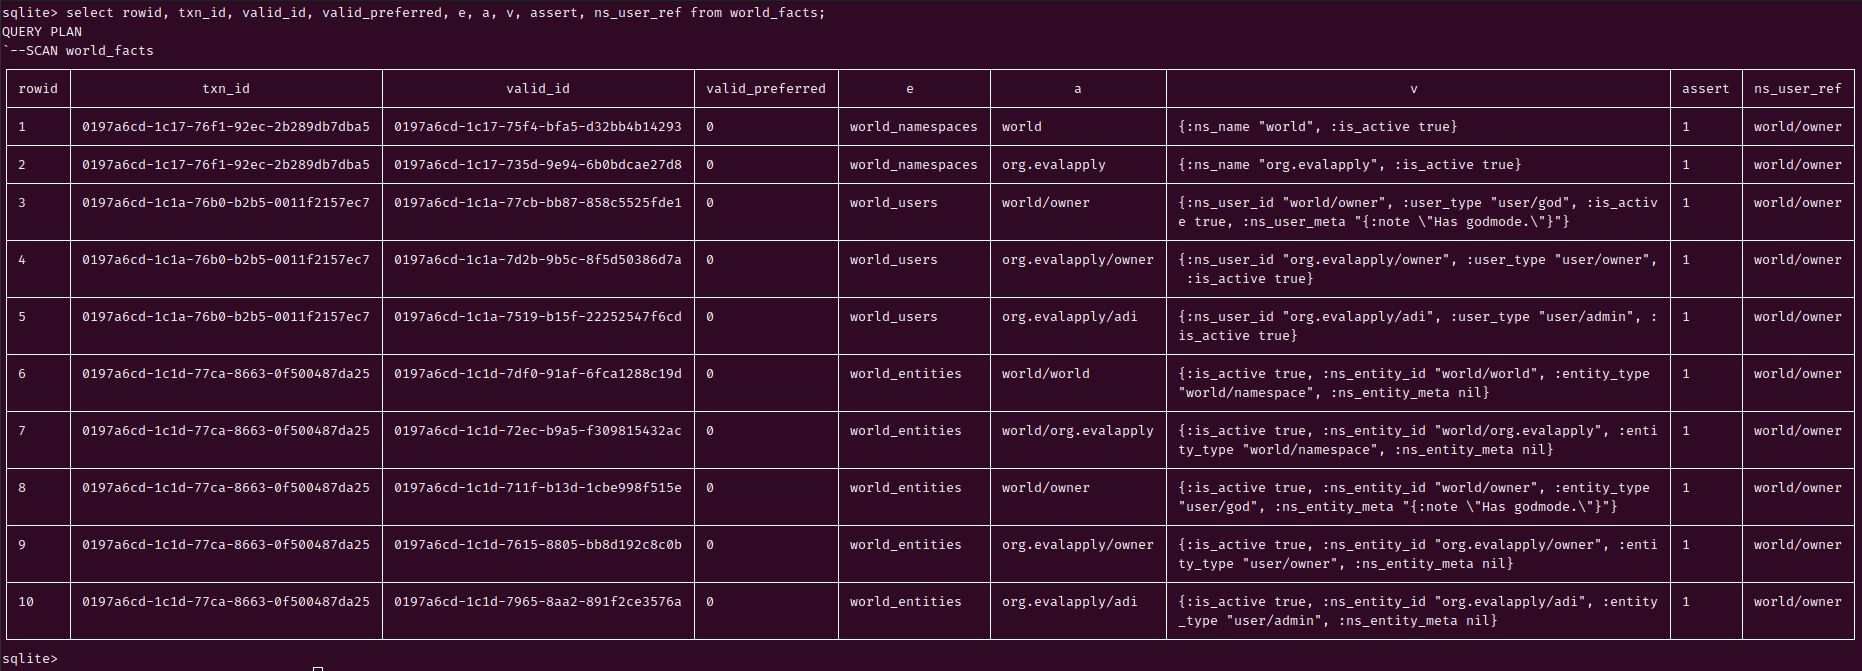 sqlite> select rowid, txn_id, valid_id, valid_preferred, e, a, v, assert, ns_user_ref from world_facts;
QUERY PLAN
`--SCAN world_facts
rowid txn_id valid_id valid_preferred e a v assert ns_user_ref
1 0197a6cd-1c17-76f1-92ec-2b289db7dba5 0197a6cd-1c17-75f4-bfa5-d32bb4b14293 0 world_namespaces world {:ns_name "world", :is_active true} 1 world/owner
2 0197a6cd-1c17-76f1-92ec-2b289db7dba5 0197a6cd-1c17-735d-9e94-6b0bdcae27d8 0 world_namespaces org.evalapply {:ns_name "org.evalapply", :is_active true} 1 world/owner
3 0197a6cd-1c1a-76b0-b2b5-0011f2157ec7 0197a6cd-1c1a-77cb-bb87-858c5525fde1 0 world_users world/owner {:ns_user_id "world/owner", :user_type "user/god", :is_activ 1 world/owner
e true, :ns_user_meta "{:note \"Has godmode.\"}"}
4 0197a6cd-1c1a-76b0-b2b5-0011f2157ec7 0197a6cd-1c1a-7d2b-9b5c-8f5d50386d7a 0 world_users org.evalapply/owner {:ns_user_id "org.evalapply/owner", :user_type "user/owner", 1 world/owner
:is_active true}
5 0197a6cd-1c1a-76b0-b2b5-0011f2157ec7 0197a6cd-1c1a-7519-b15f-22252547f6cd 0 world_users org.evalapply/adi {:ns_user_id "org.evalapply/adi", :user_type "user/admin", : 1 world/owner
is_active true}
6 0197a6cd-1c1d-77ca-8663-0f500487da25 0197a6cd-1c1d-7df0-91af-6fca1288c19d 0 world_entities world/world {:is_active true, :ns_entity_id "world/world", :entity_type 1 world/owner
"world/namespace", :ns_entity_meta nil}
7 0197a6cd-1c1d-77ca-8663-0f500487da25 0197a6cd-1c1d-72ec-b9a5-f309815432ac 0 world_entities world/org.evalapply {:is_active true, :ns_entity_id "world/org.evalapply", :enti 1 world/owner
ty_type "world/namespace", :ns_entity_meta nil}
8 0197a6cd-1c1d-77ca-8663-0f500487da25 0197a6cd-1c1d-711f-b13d-1cbe998f515e 0 world_entities world/owner {:is_active true, :ns_entity_id "world/owner", :entity_type 1 world/owner
"user/god", :ns_entity_meta "{:note \"Has godmode.\"}"}
9 0197a6cd-1c1d-77ca-8663-0f500487da25 0197a6cd-1c1d-7615-8805-bb8d192c8c0b 0 world_entities org.evalapply/owner {:is_active true, :ns_entity_id "org.evalapply/owner", :enti 1 world/owner
ty_type "user/owner", :ns_entity_meta nil}
10 0197a6cd-1c1d-77ca-8663-0f500487da25 0197a6cd-1c1d-7965-8aa2-891f2ce3576a 0 world_entities org.evalapply/adi {:is_active true, :ns_entity_id "org.evalapply/adi", :entity 1 world/owner
_type "user/admin", :ns_entity_meta nil}
sqlite>